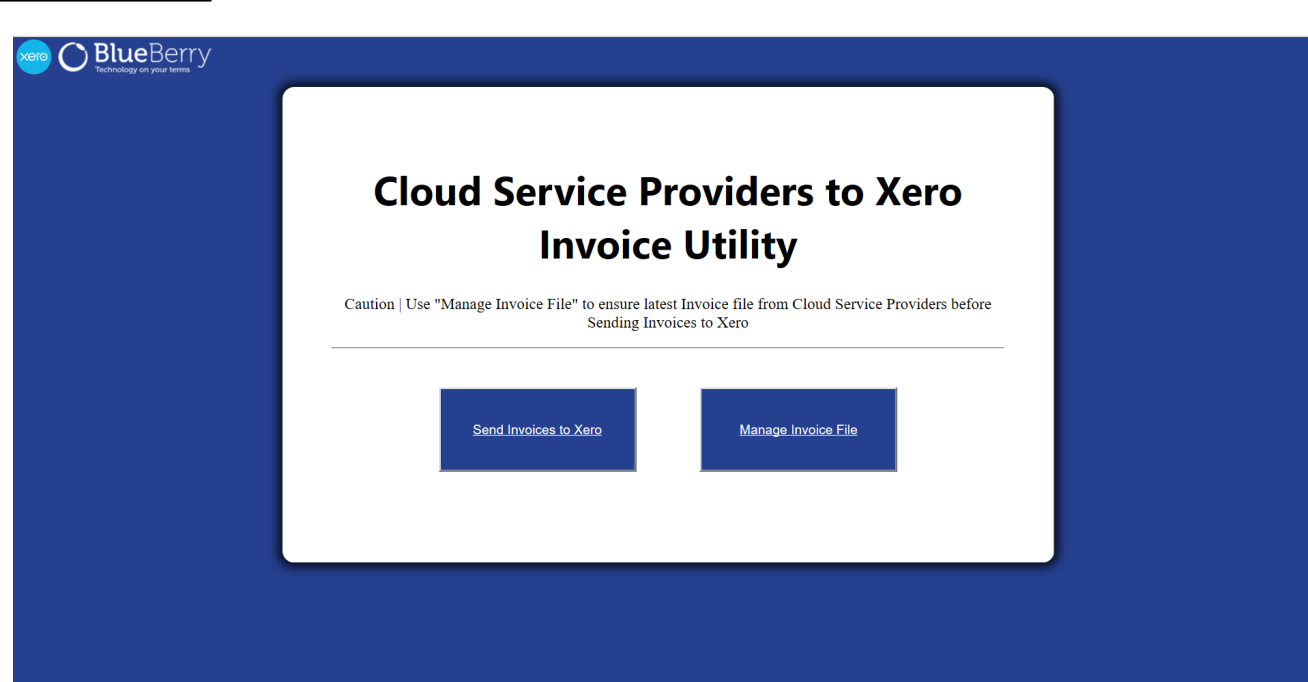 xero
BlueBerry
Technology on your terms
Cloud Service Providers to Xero
Invoice Utility
Caution | Use "Manage Invoice File" to ensure latest Invoice file from Cloud Service Providers before
Sending Invoices to Xero
Send Invoices to Xero
Manage Invoice File